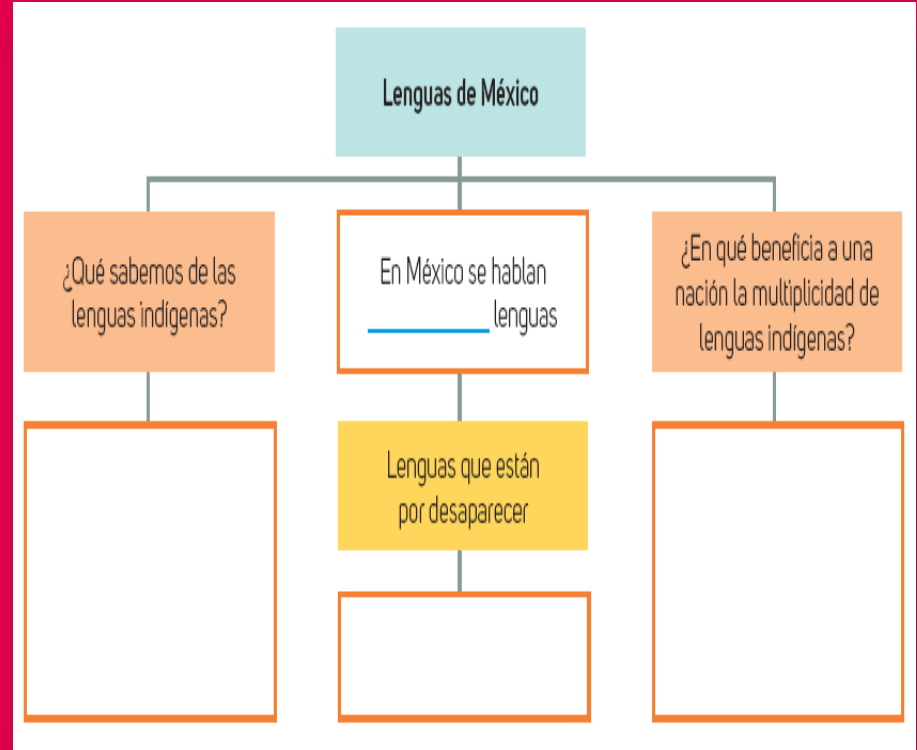 Lenguas de México
¿Qué sabemos de las
lenguas indígenas?
En México se hablan
________ lenguas
¿En qué beneficia a una
nación la multiplicidad de
lenguas indígenas?
Lenguas que están
por desaparecer